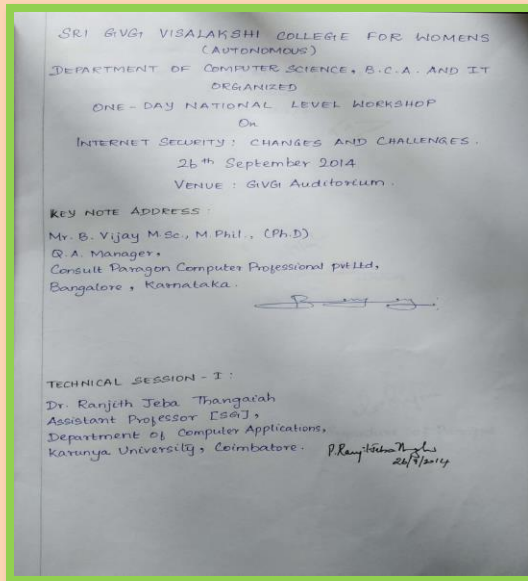 SRI GVG VISALAKSHI COLLEGE FOR WOMENS
(AUTONOMOUS)
DEPARTMENT OF COMPUTER SCIENCE, B.C.A. AND IT
ORGANIZED
ONE-DAY NATIONAL LEVEL WORKSHOP
On
INTERNET SECURITY: CHANGES AND CHALLENGES.
26th September 2014
VENUE: GVG Auditorium.
KEY NOTE ADDRESS:
Mr. B. Vijay M.Sc., M.Phil., (Ph.D)
Q.A. Manager,
Consult Paragon Computer Professional pvt Ltd,
Bangalore, Karnataka.
TECHNICAL SESSION - I:
Dr. Ranjith Jeba Thangaiah
Assistant Professor [SG],
Department of Computer Applications,
Karunya University, Coimbatore.
26/9/2014